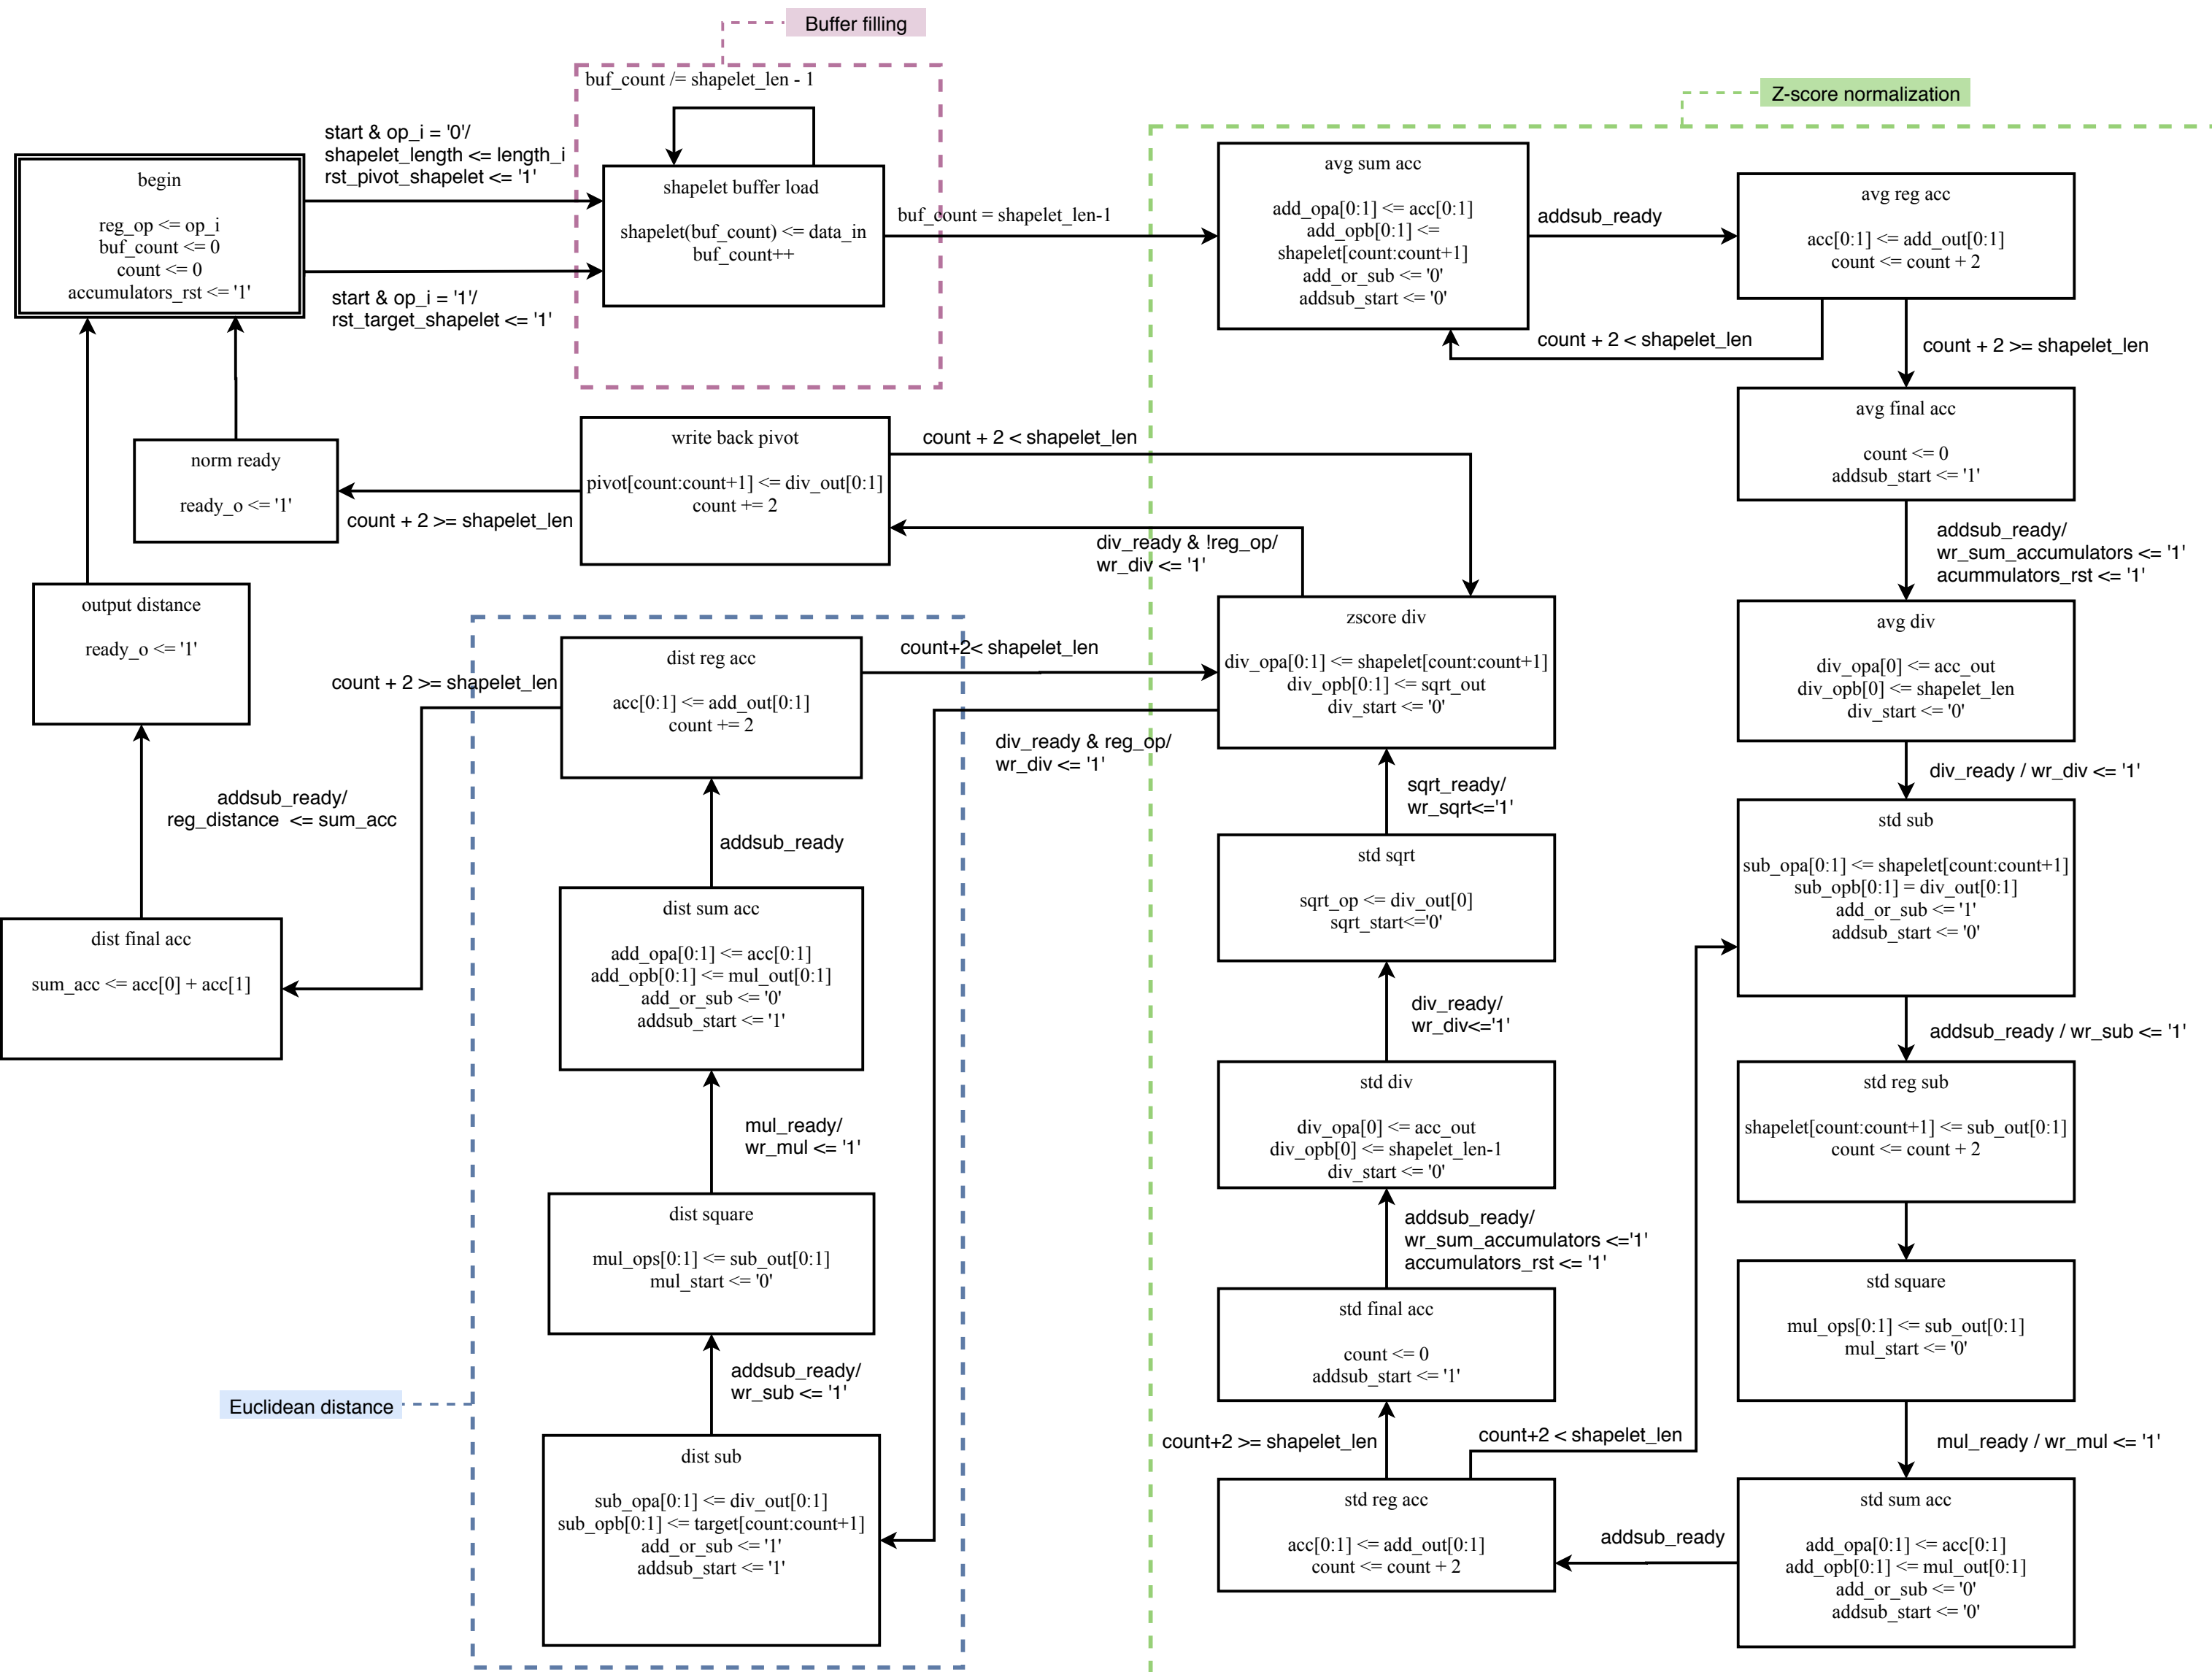 Buffer filling
buf_count /= shapelet_len - 1
Z-score normalization
start & op_i = '0'/
shapelet_length <= length_i
rst_pivot_shapelet <= '1'
begin
reg_op <= op_i
buf_count <= 0
count <= 0
accumulators_rst <= '1'
start & op_i = '1'/
rst_target_shapelet <= '1'
shapelet buffer load
shapelet(buf_count) <= data_in
buf_count++
buf_count = shapelet_len-1
avg sum acc
add_opa[0:1] <= acc[0:1]
add_opb[0:1] <=
shapelet[count:count+1]
add_or_sub <= '0'
addsub_start <= '0'
addsub_ready
avg reg acc
acc[0:1] <= add_out[0:1]
count <= count + 2
count + 2 < shapelet_len
count + 2 >= shapelet_len
avg final acc
count <= 0
addsub_start <= '1'
addsub_ready/
wr_sum_accumulators <= '1'
acummulators_rst <= '1'
avg div
div_opa[0] <= acc_out
div_opb[0] <= shapelet_len
div_start <= '0'
div_ready / wr_div <= '1'
std sub
sub_opa[0:1] <= shapelet[count:count+1]
sub_opb[0:1] = div_out[0:1]
add_or_sub <= '1'
addsub_start <= '0'
addsub_ready / wr_sub <= '1'
std reg sub
shapelet[count:count+1] <= sub_out[0:1]
count <= count + 2
std square
mul_ops[0:1] <= sub_out[0:1]
mul_start <= '0'
mul_ready / wr_mul <= '1'
std sum acc
add_opa[0:1] <= acc[0:1]
add_opb[0:1] <= mul_out[0:1]
add_or_sub <= '0'
addsub_start <= '0'
addsub_ready
std reg acc
acc[0:1] <= add_out[0:1]
count <= count + 2
count+2 < shapelet_len
count+2 >= shapelet_len
std final acc
count <= 0
addsub_start <= '1'
addsub_ready/
wr_sum_accumulators <='1'
accumulators_rst <= '1'
std div
div_opa[0] <= acc_out
div_opb[0] <= shapelet_len-1
div_start <= '0'
div_ready/
wr_div<='1'
std sqrt
sqrt_op <= div_out[0]
sqrt_start<='0'
sqrt_ready/
wr_sqrt<='1'
zscore div
div_opa[0:1] <= shapelet[count:count+1]
div_opb[0:1] <= sqrt_out
div_start <= '0'
div_ready & !reg_op/
wr_div <= '1'
write back pivot
pivot[count:count+1] <= div_out[0:1]
count += 2
count + 2 < shapelet_len
count + 2 >= shapelet_len
norm ready
ready_o <= '1'
div_ready & reg_op/
wr_div <= '1'
Euclidean distance
dist sub
sub_opa[0:1] <= div_out[0:1]
sub_opb[0:1] <= target[count:count+1]
add_or_sub <= '1'
addsub_start <= '1'
addsub_ready/
wr_sub <= '1'
dist square
mul_ops[0:1] <= sub_out[0:1]
mul_start <= '0'
mul_ready/
wr_mul <= '1'
dist sum acc
add_opa[0:1] <= acc[0:1]
add_opb[0:1] <= mul_out[0:1]
add_or_sub <= '0'
addsub_start <= '1'
addsub_ready
dist reg acc
acc[0:1] <= add_out[0:1]
count += 2
count+2< shapelet_len
count + 2 >= shapelet_len
dist final acc
sum_acc <= acc[0] + acc[1]
addsub_ready/
reg_distance <= sum_acc
output distance
ready_o <= '1'